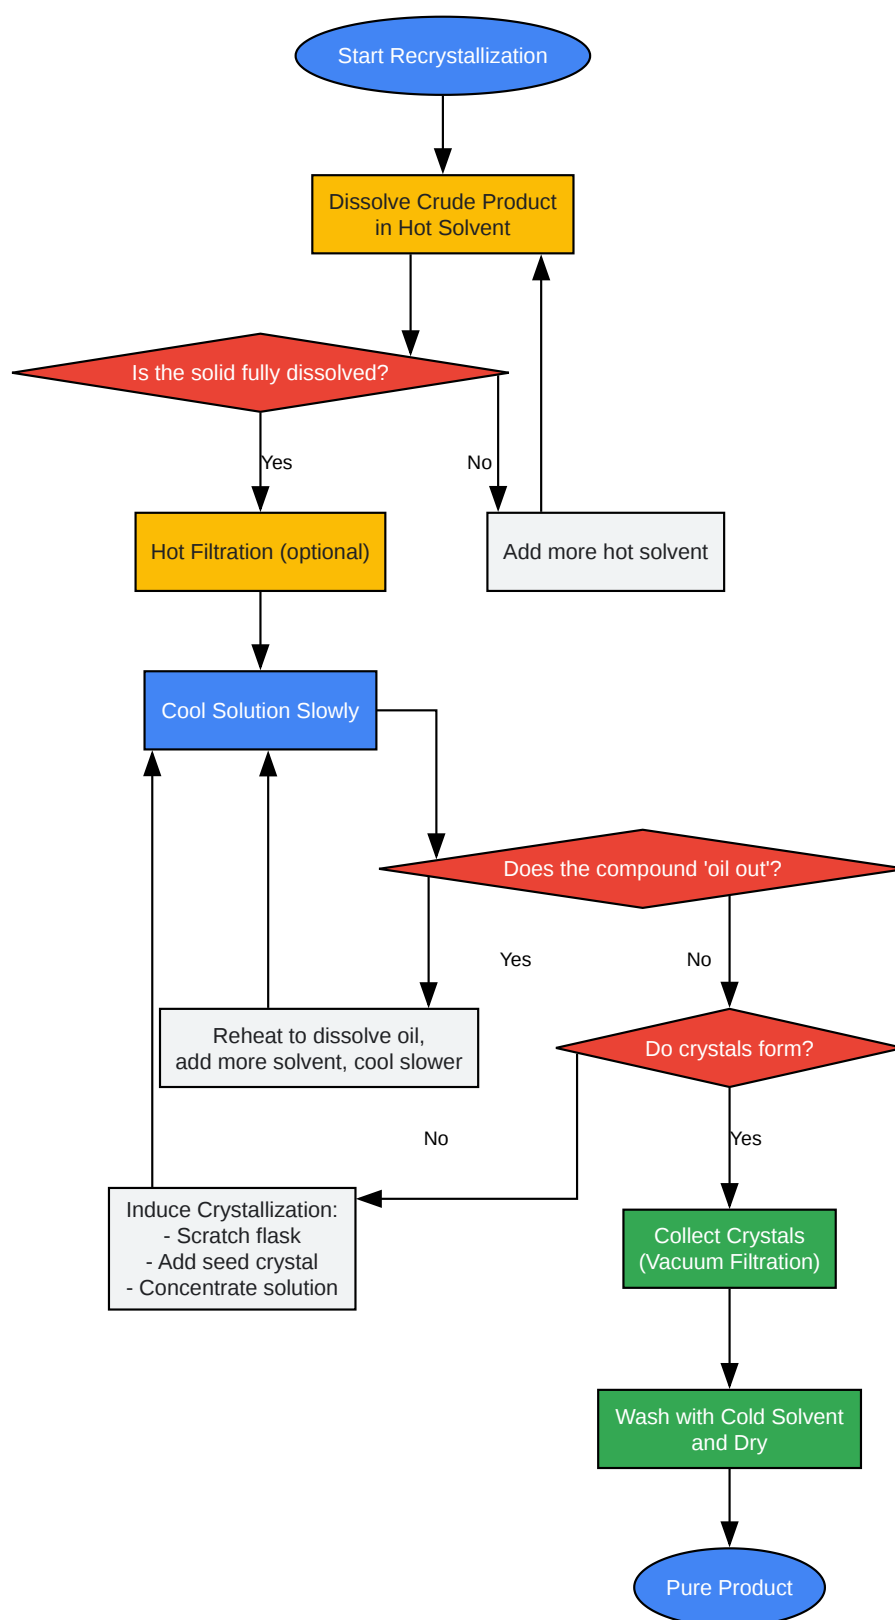 Start Recrystallization
Dissolve Crude Product
in Hot Solvent
Is the solid fully dissolved?
Yes
No
Hot Filtration (optional)
Add more hot solvent
Cool Solution Slowly
Does the compound 'oil out'?
Yes
No
Reheat to dissolve oil,
add more solvent, cool slower
Do crystals form?
No
Yes
Induce Crystallization:
- Scratch flask
- Add seed crystal
- Concentrate solution
Collect Crystals
(Vacuum Filtration)
Wash with Cold Solvent
and Dry
Pure Product